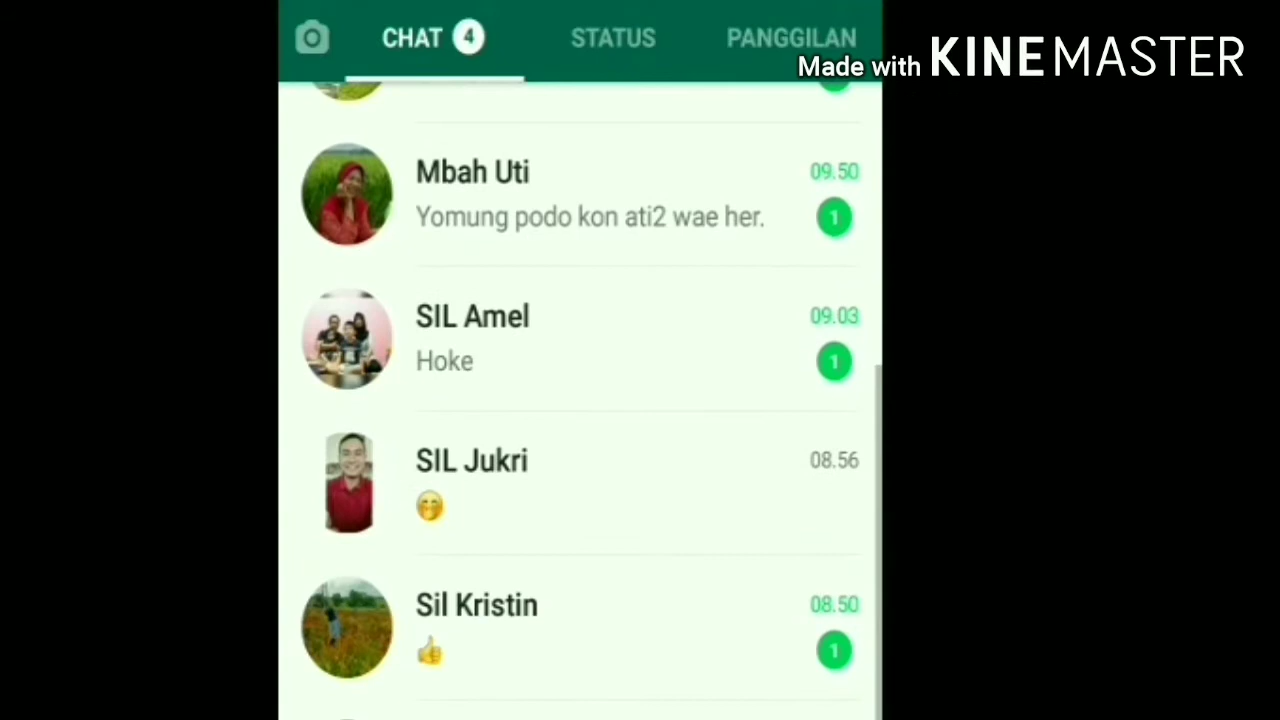 CHAT 4 STATUS PANGGILAN
Made with KINEMASTER
Mbah Uti 09.50
Yomung podo kon ati2 wae her. 1
SIL Amel 09.03
Hoke 1
SIL Jukri 08.56
🤭
Sil Kristin 08.50
👍 1